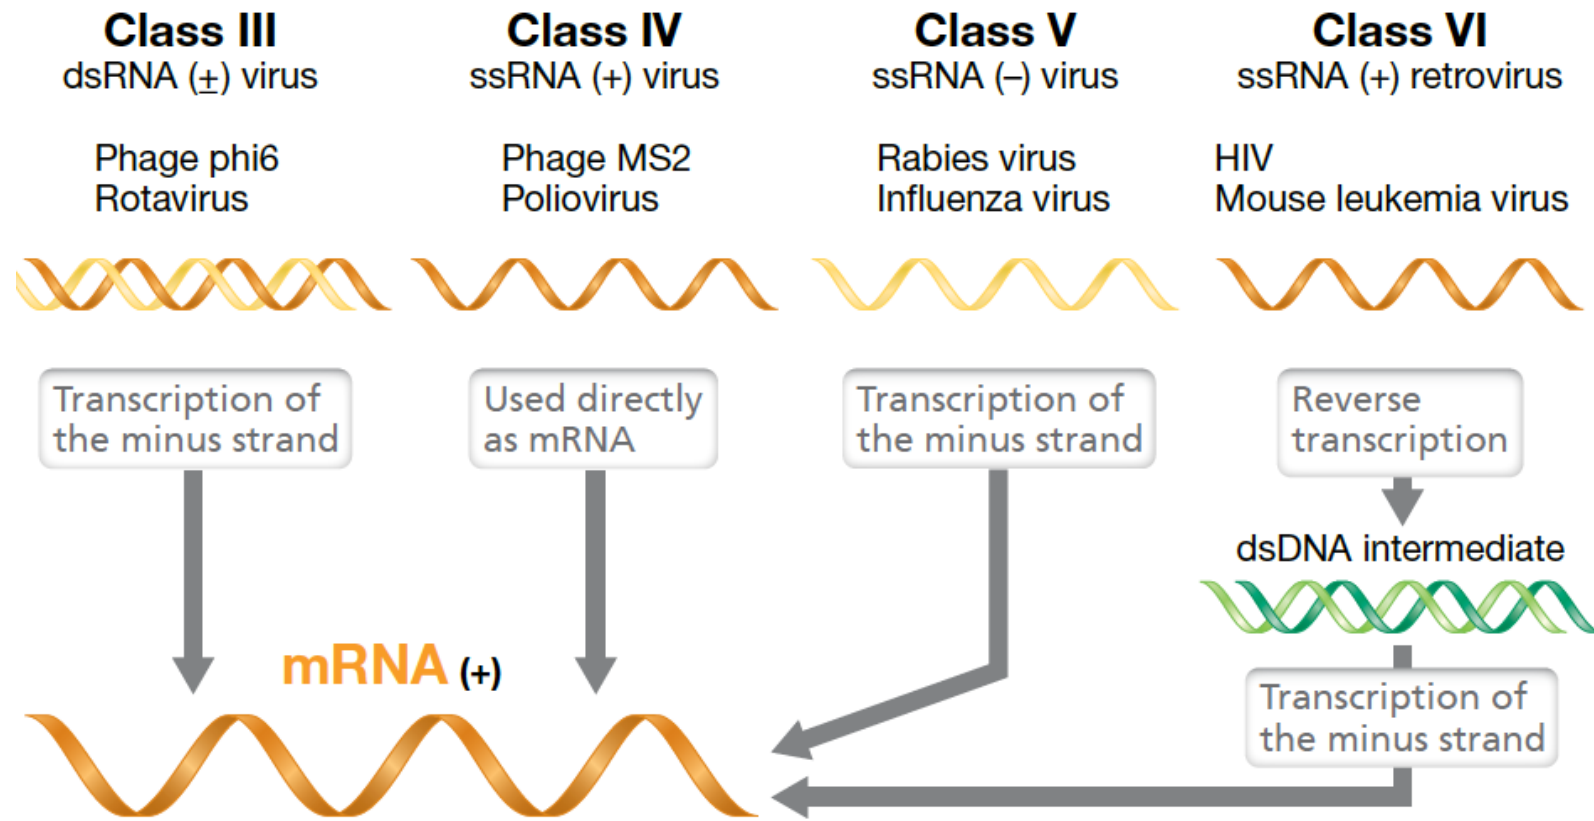 Class III
dsRNA (±) virus
Phage phi6
Rotavirus
Transcription of
the minus strand
Class IV
ssRNA (+) virus
Phage MS2
Poliovirus
Used directly
as mRNA
Class V
ssRNA (–) virus
Rabies virus
Influenza virus
Transcription of
the minus strand
Class VI
ssRNA (+) retrovirus
HIV
Mouse leukemia virus
Reverse
transcription
dsDNA intermediate
Transcription of
the minus strand
mRNA (+)